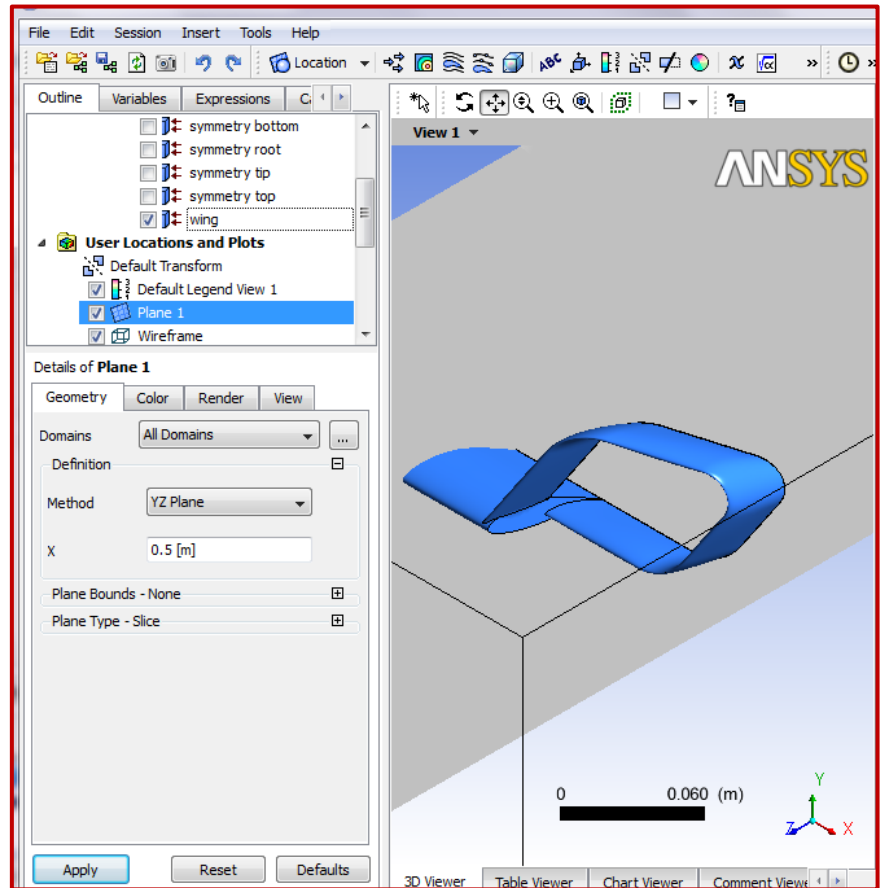 File Edit Session Insert Tools Help
Location
Outline Variables Expressions
View 1
ANSYS
symmetry bottom
symmetry root
symmetry tip
symmetry top
wing
User Locations and Plots
Default Transform
Default Legend View 1
Plane 1
Wireframe
Details of Plane 1
Geometry Color Render View
Domains All Domains ...
Definition
Method YZ Plane
X 0.5 [m]
Plane Bounds - None
Plane Type - Slice
0 0.060 (m)
Y
Z X
Apply Reset Defaults
3D Viewer Table Viewer Chart Viewer Comment Viewe